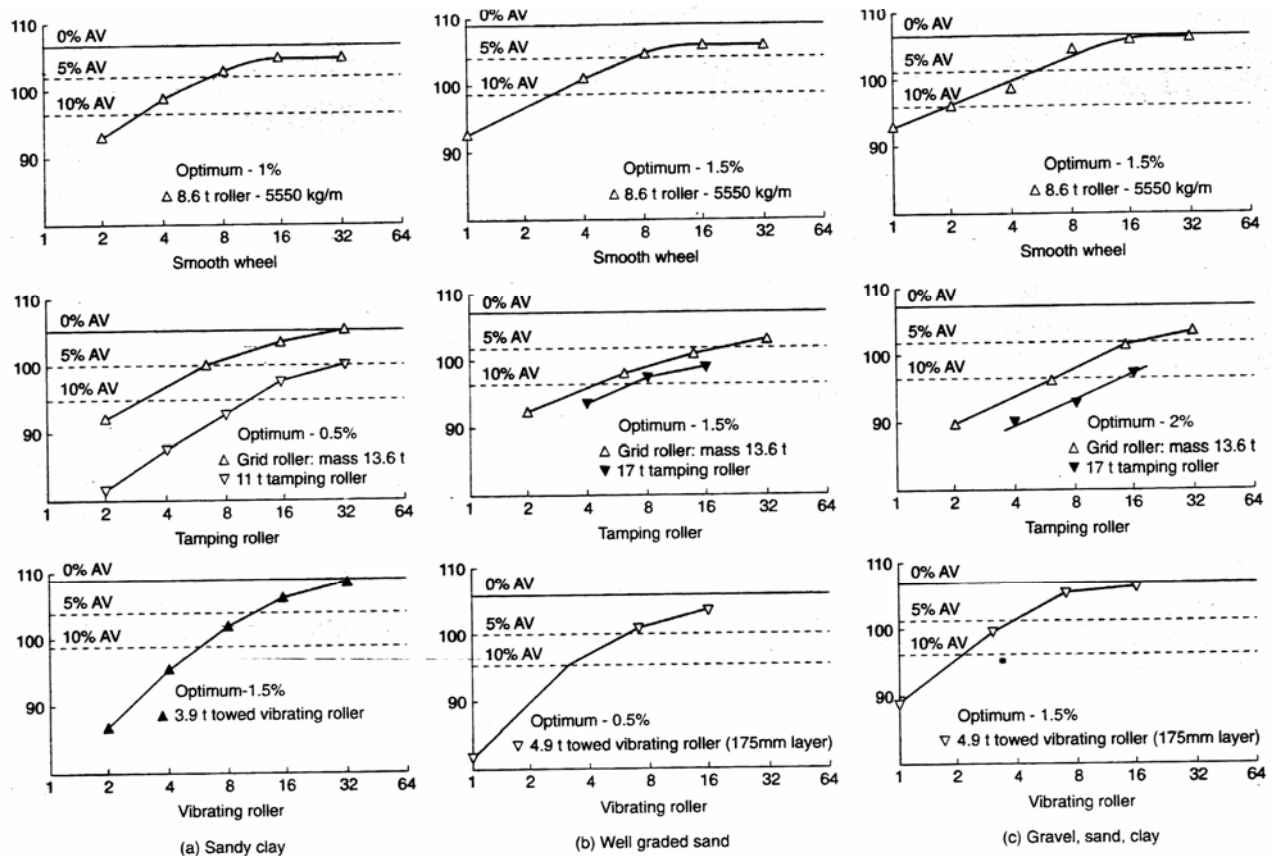 0% AV
5% AV
100
10% AV
90
Optimum - 1%
△ 8.6 t roller - 5550 kg/m
1 2 4 8 16 32 64
Smooth wheel
110
0% AV
5% AV
100
10% AV
90
Optimum - 1.5%
△ 8.6 t roller - 5550 kg/m
1 2 4 8 16 32 64
Smooth wheel
110
0% AV
5% AV
100
10% AV
90
Optimum - 1.5%
△ 8.6 t roller - 5550 kg/m
1 2 4 8 16 32 64
Smooth wheel
110
0% AV
5% AV
100
10% AV
90
Optimum - 0.5%
△ Grid roller: mass 13.6 t
▽ 11 t tamping roller
1 2 4 8 16 32 64
Tamping roller
110
0% AV
5% AV
100
10% AV
90
Optimum - 1.5%
△ Grid roller: mass 13.6 t
▼ 17 t tamping roller
1 2 4 8 16 32 64
Tamping roller
110
0% AV
5% AV
100
10% AV
90
Optimum - 2%
△ Grid roller: mass 13.6 t
▼ 17 t tamping roller
1 2 4 8 16 32 64
Tamping roller
110
0% AV
5% AV
100
10% AV
90
Optimum-1.5%
▲ 3.9 t towed vibrating roller
1 2 4 8 16 32 64
Vibrating roller
(a) Sandy clay
110
0% AV
5% AV
100
10% AV
90
Optimum - 0.5%
▽ 4.9 t towed vibrating roller (175mm layer)
1 2 4 8 16 32 64
Vibrating roller
(b) Well graded sand
110
0% AV
5% AV
100
10% AV
90
Optimum - 1.5%
▽ 4.9 t towed vibrating roller (175mm layer)
1 2 4 8 16 32 64
Vibrating roller
(c) Gravel, sand, clay